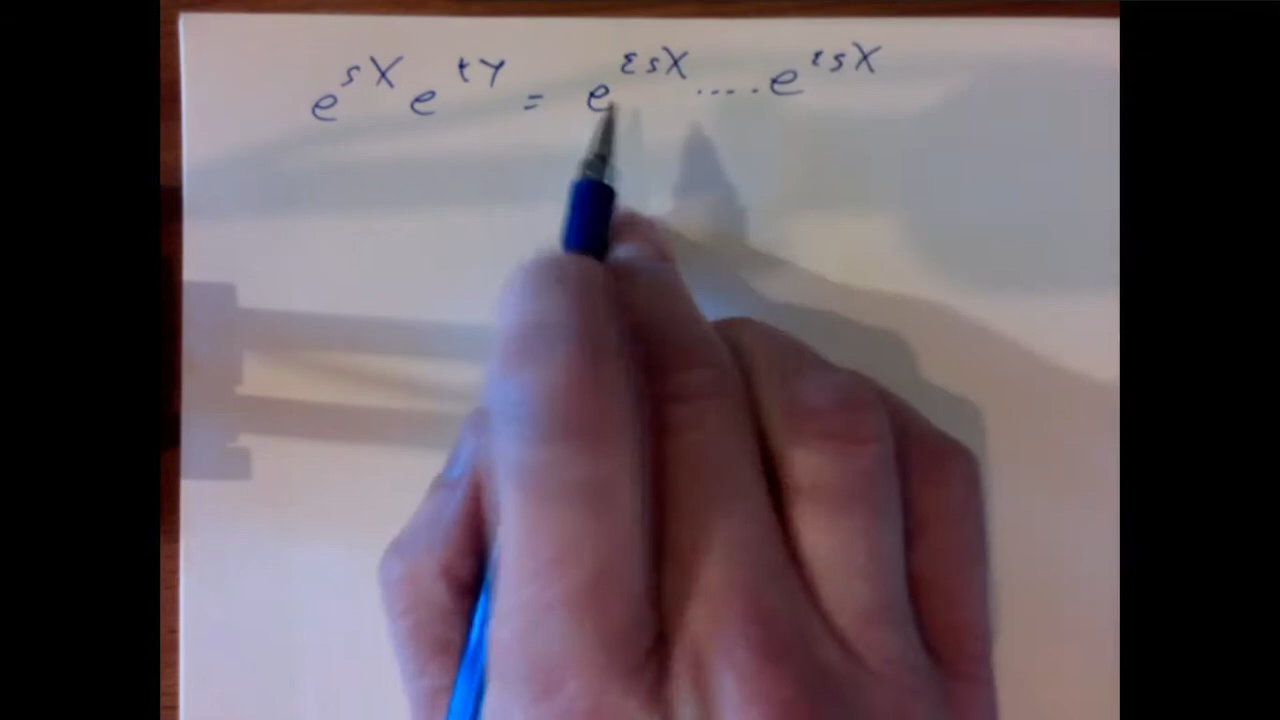 e^{sX} e^{tY} = e^{εsX} ..... e^{εsX}